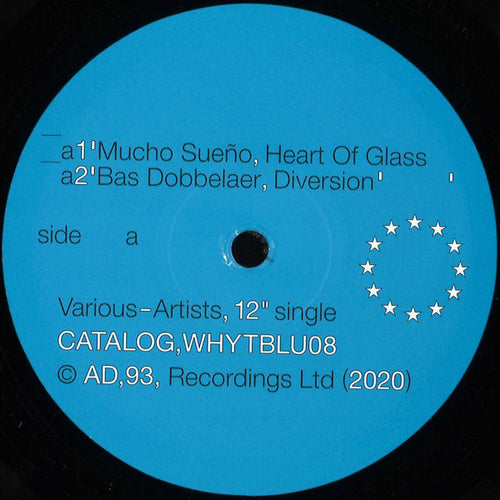 __a1'Mucho Sueño, Heart Of Glass
a2'Bas Dobbelaer, Diversion' '
side a
Various-Artists, 12" single
CATALOG,WHYTBLU08
© AD,93, Recordings Ltd (2020)